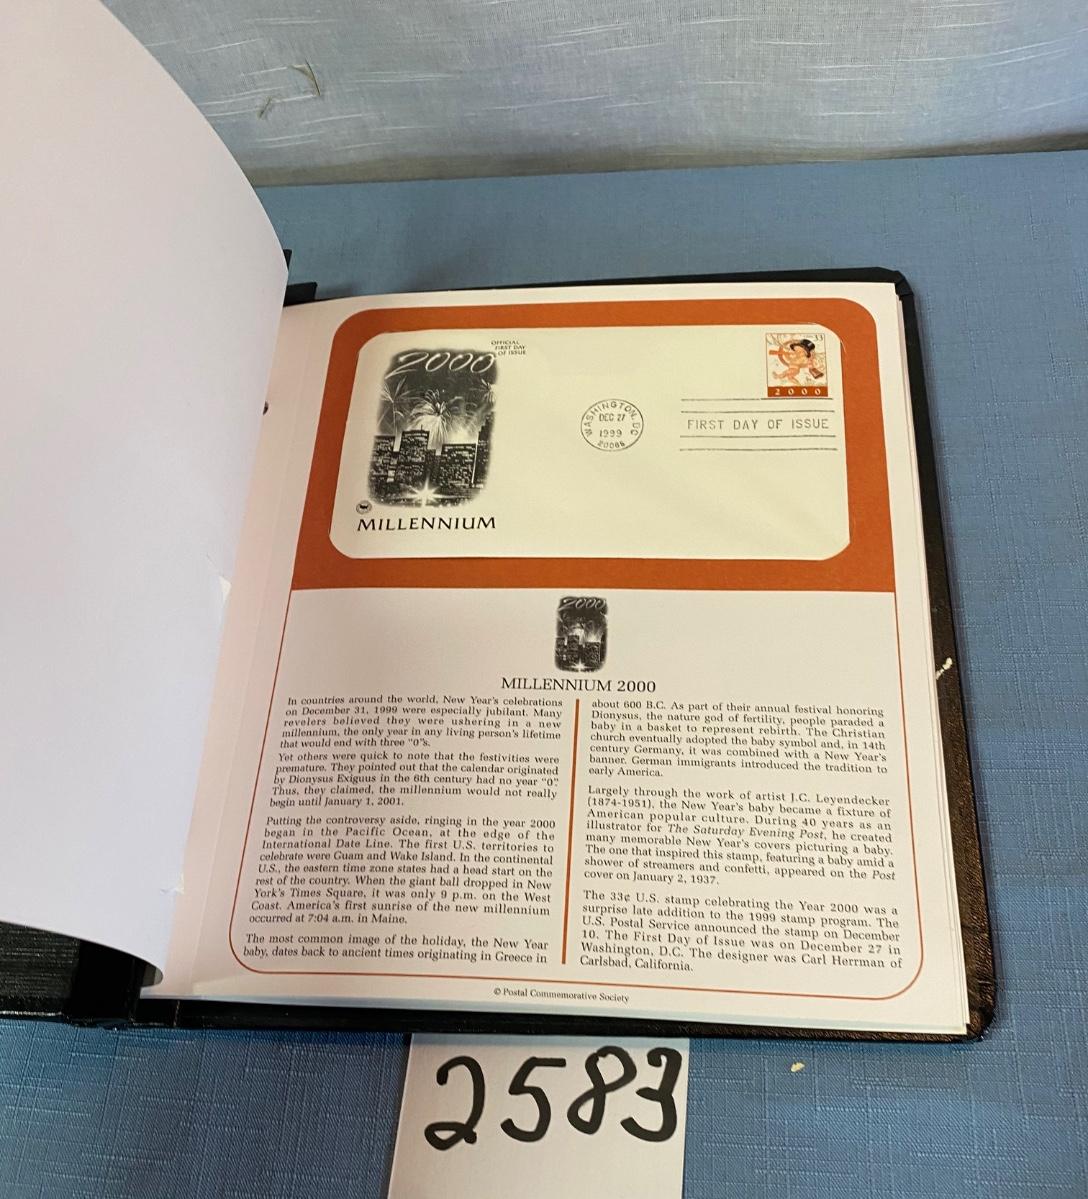 2000
OFFICIAL
FIRST DAY
OF ISSUE
MILLENNIUM
WASHINGTON, DC
DEC 27
1999
20066
33
2000
FIRST DAY OF ISSUE
2000
MILLENNIUM 2000
In countries around the world, New Year's celebrations
on December 31, 1999 were especially jubilant. Many
revelers believed they were ushering in a new
millennium, the only year in any living person's lifetime
that would end with three "0"s.
Yet others were quick to note that the festivities were
premature. They pointed out that the calendar originated
by Dionysus Exiguus in the 6th century had no year "0".
Thus, they claimed, the millennium would not really
begin until January 1, 2001.
Putting the controversy aside, ringing in the year 2000
began in the Pacific Ocean, at the edge of the
International Date Line. The first U.S. territories to
celebrate were Guam and Wake Island. In the continental
U.S., the eastern time zone states had a head start on the
rest of the country. When the giant ball dropped in New
York's Times Square, it was only 9 p.m. on the West
Coast. America's first sunrise of the new millennium
occurred at 7:04 a.m. in Maine.
The most common image of the holiday, the New Year
baby, dates back to ancient times originating in Greece in
about 600 B.C. As part of their annual festival honoring
Dionysus, the nature god of fertility, people paraded a
baby in a basket to represent rebirth. The Christian
church eventually adopted the baby symbol and, in 14th
century Germany, it was combined with a New Year's
banner. German immigrants introduced the tradition to
early America.
Largely through the work of artist J.C. Leyendecker
(1874-1951), the New Year's baby became a fixture of
American popular culture. During 40 years as an
illustrator for The Saturday Evening Post, he created
many memorable New Year's covers picturing a baby.
The one that inspired this stamp, featuring a baby amid a
shower of streamers and confetti, appeared on the Post
cover on January 2, 1937.
The 33¢ U.S. stamp celebrating the Year 2000 was a
surprise late addition to the 1999 stamp program. The
U.S. Postal Service announced the stamp on December
10. The First Day of Issue was on December 27 in
Washington, D.C. The designer was Carl Herrman of
Carlsbad, California.
© Postal Commemorative Society
2583